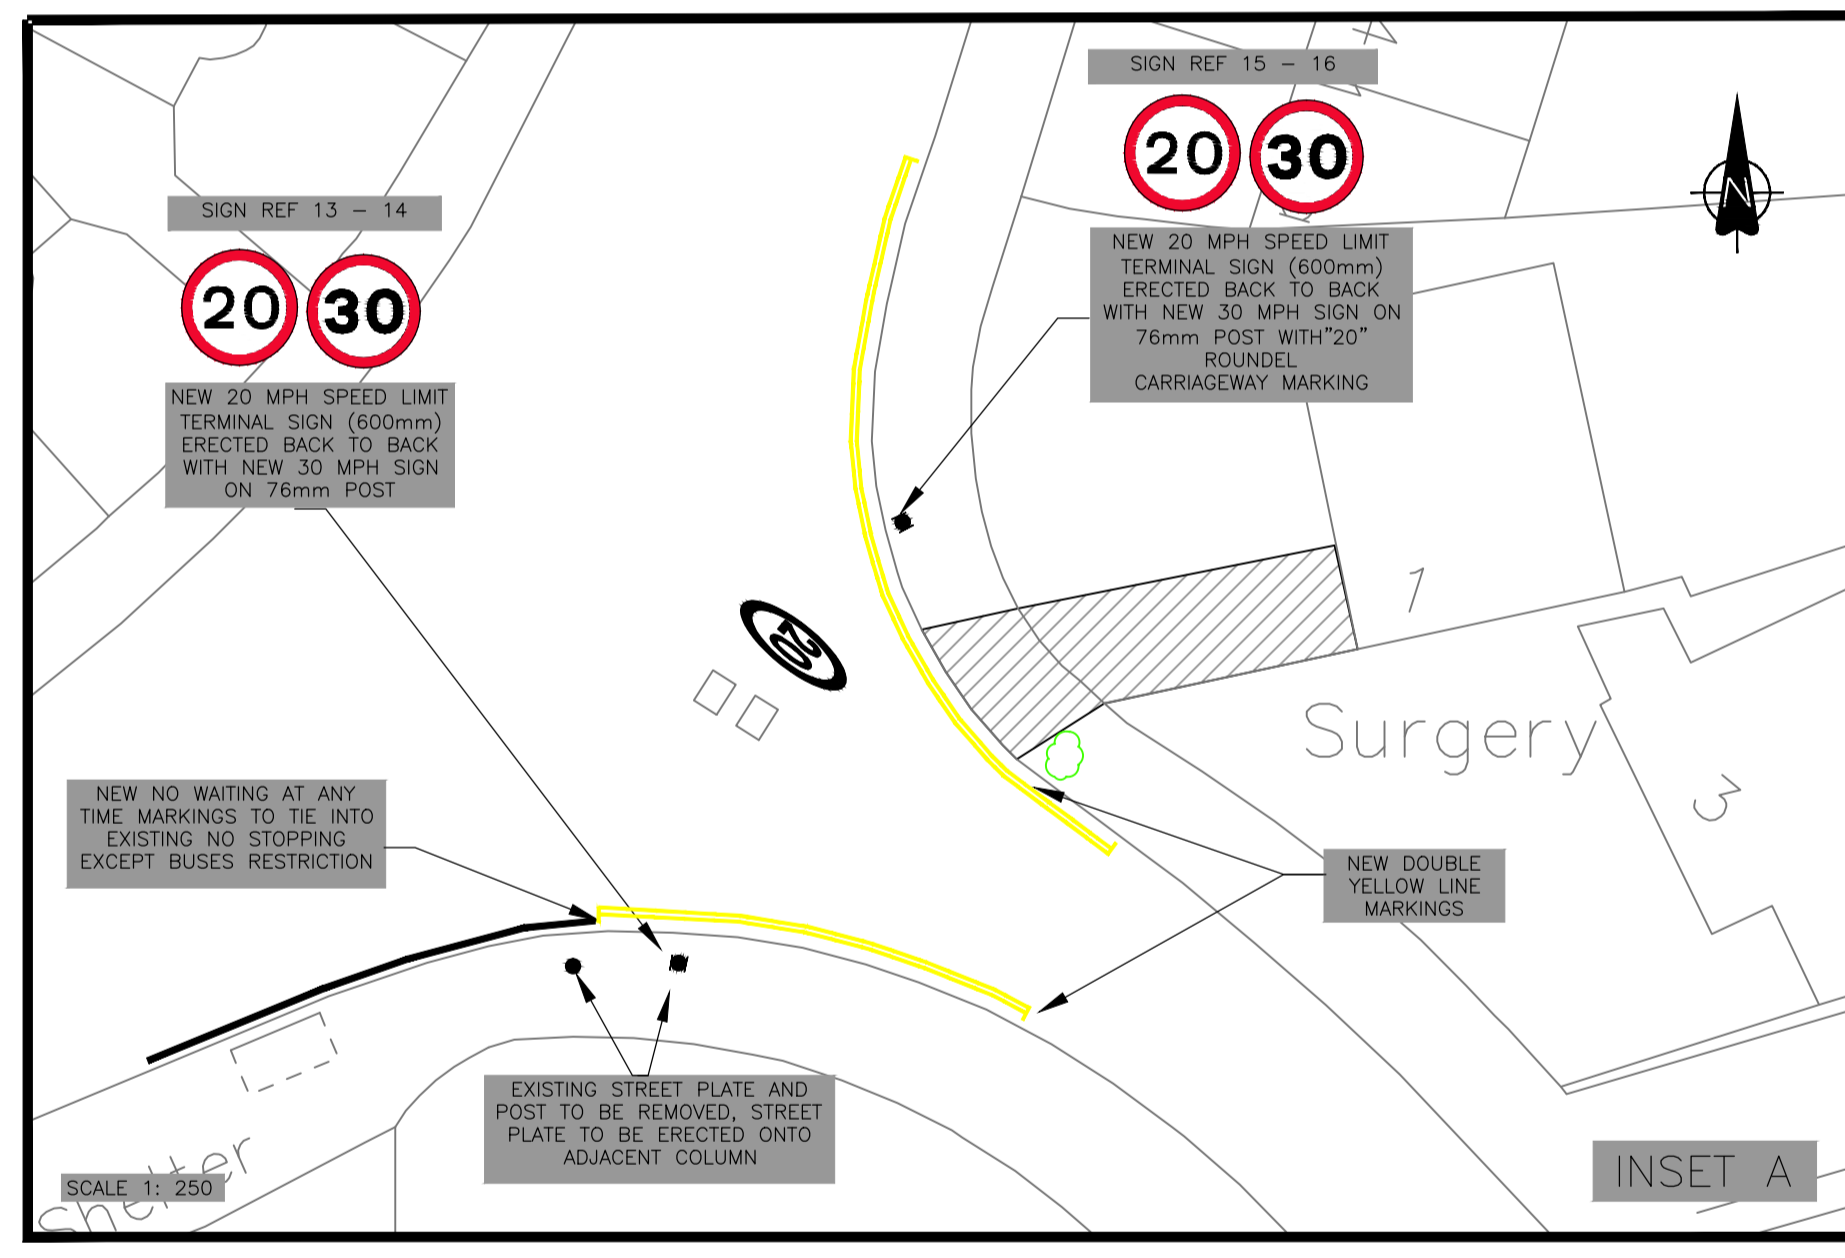 SIGN REF 15 - 16
20 30
NEW 20 MPH SPEED LIMIT
TERMINAL SIGN (600mm)
ERECTED BACK TO BACK
WITH NEW 30 MPH SIGN ON
76mm POST WITH"20"
ROUNDEL
CARRIAGEWAY MARKING
N
SIGN REF 13 - 14
20 30
NEW 20 MPH SPEED LIMIT
TERMINAL SIGN (600mm)
ERECTED BACK TO BACK
WITH NEW 30 MPH SIGN
ON 76mm POST
20
1
Surgery
3
NEW NO WAITING AT ANY
TIME MARKINGS TO TIE INTO
EXISTING NO STOPPING
EXCEPT BUSES RESTRICTION
NEW DOUBLE
YELLOW LINE
MARKINGS
EXISTING STREET PLATE AND
POST TO BE REMOVED, STREET
PLATE TO BE ERECTED ONTO
ADJACENT COLUMN
Shelter
SCALE 1: 250
INSET A